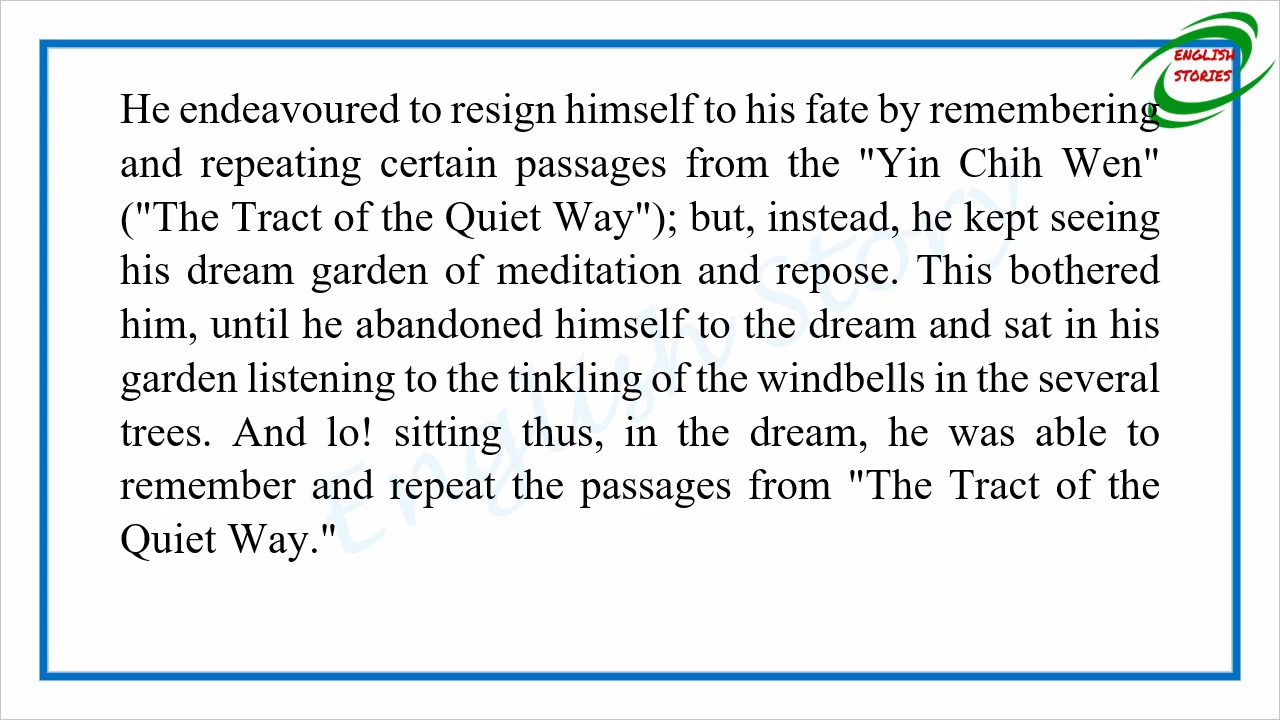 ENGLISH
STORIES
He endeavoured to resign himself to his fate by remembering
and repeating certain passages from the "Yin Chih Wen"
("The Tract of the Quiet Way"); but, instead, he kept seeing
his dream garden of meditation and repose. This bothered
him, until he abandoned himself to the dream and sat in his
garden listening to the tinkling of the windbells in the several
trees. And lo! sitting thus, in the dream, he was able to
remember and repeat the passages from "The Tract of the
Quiet Way."
English Story